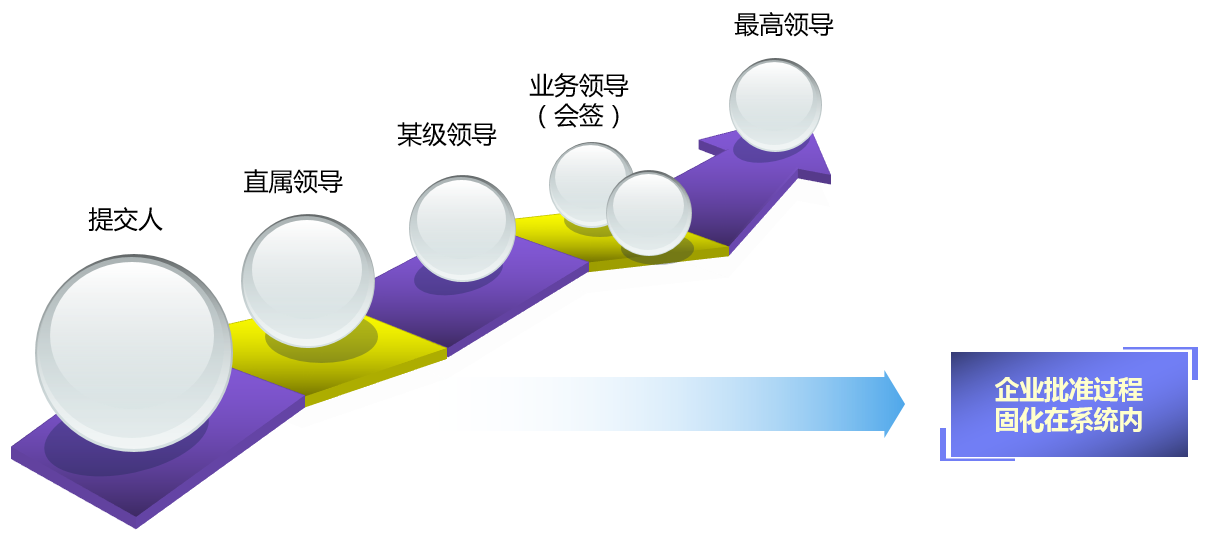 最高领导
业务领导
（会签）
某级领导
直属领导
提交人
企业批准过程
固化在系统内